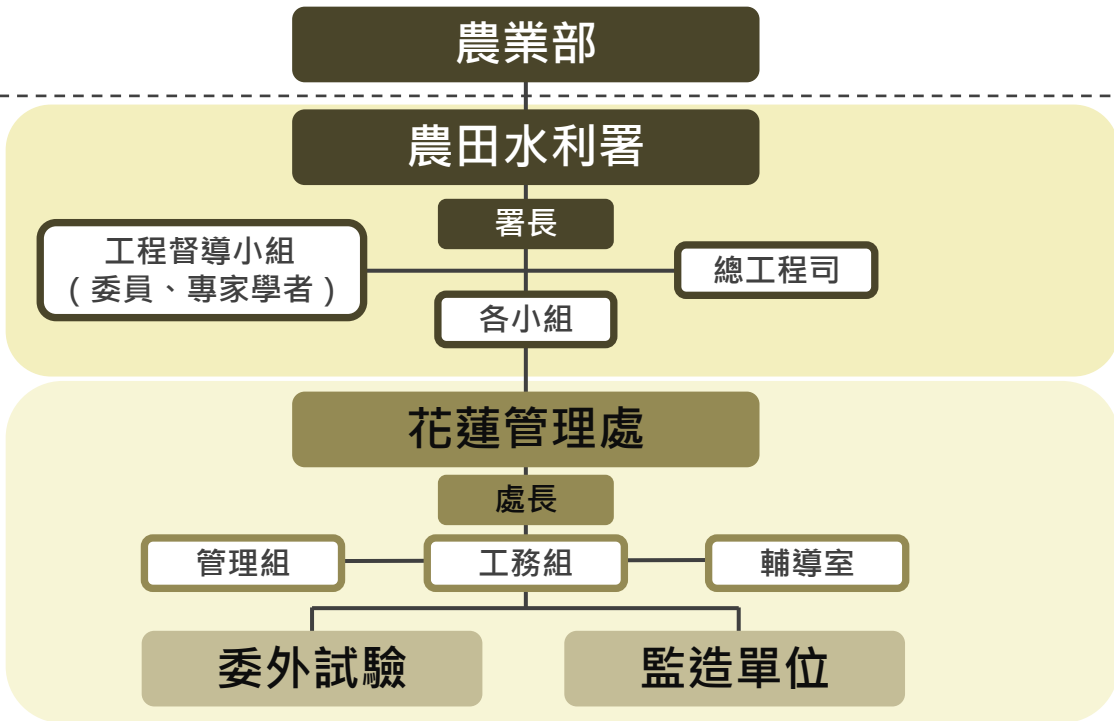 農業部
農田水利署
署長
工程督導小組
（委員、專家學者）
總工程司
各小組
花蓮管理處
處長
管理組
工務組
輔導室
委外試驗
監造單位